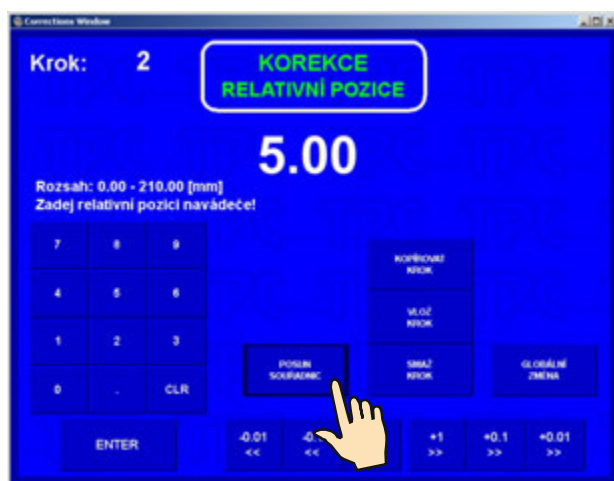 Corrections Window
Krok: 2
KOREKCE
RELATIVNÍ POZICE
5.00
Rozsah: 0.00 - 210.00 [mm]
Zadej relativní pozici navádeče!
7 8 9
4 5 6
1 2 3
0 . CLR
ENTER
KOPÍROVAT
KROK
VLOŽ
KROK
POSUN
SOUŘADNIC
SMAŽ
KROK
GLOBÁLNÍ
ZMĚNA
-0.01
<<
<<
+1
>>
+0.1
>>
+0.01
>>